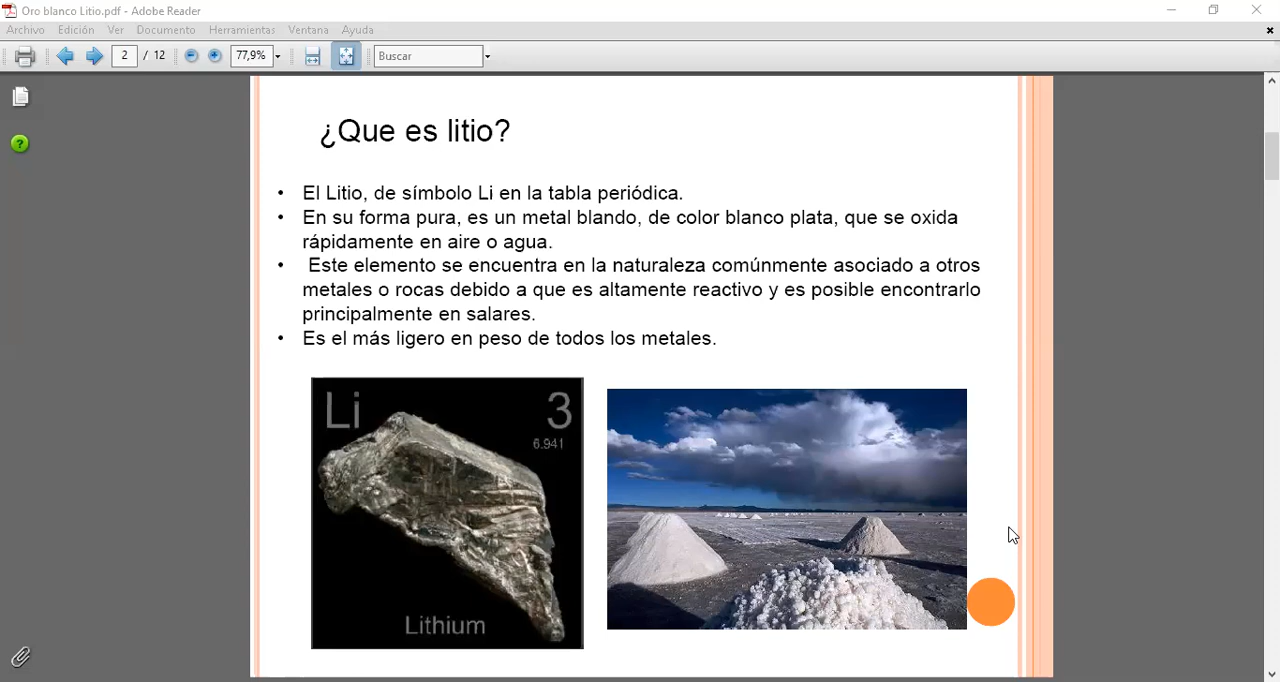 Oro blanco Litio.pdf - Adobe Reader
Archivo Edición Ver Documento Herramientas Ventana Ayuda
2 / 12 77,9% Buscar
¿Que es litio?
• El Litio, de símbolo Li en la tabla periódica.
• En su forma pura, es un metal blando, de color blanco plata, que se oxida
rápidamente en aire o agua.
• Este elemento se encuentra en la naturaleza comúnmente asociado a otros
metales o rocas debido a que es altamente reactivo y es posible encontrarlo
principalmente en salares.
• Es el más ligero en peso de todos los metales.
Li 3
6.941
Lithium